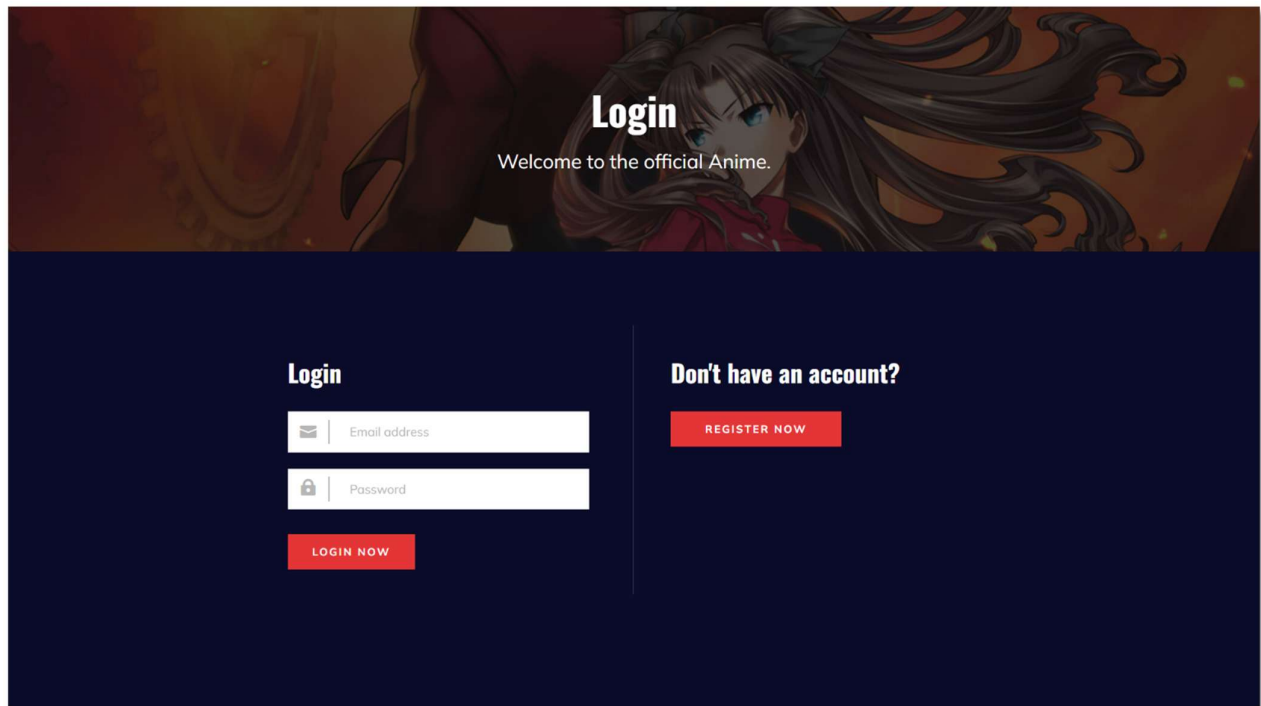 Login
Welcome to the official Anime.
Login
Email address
Password
LOGIN NOW
Don't have an account?
REGISTER NOW